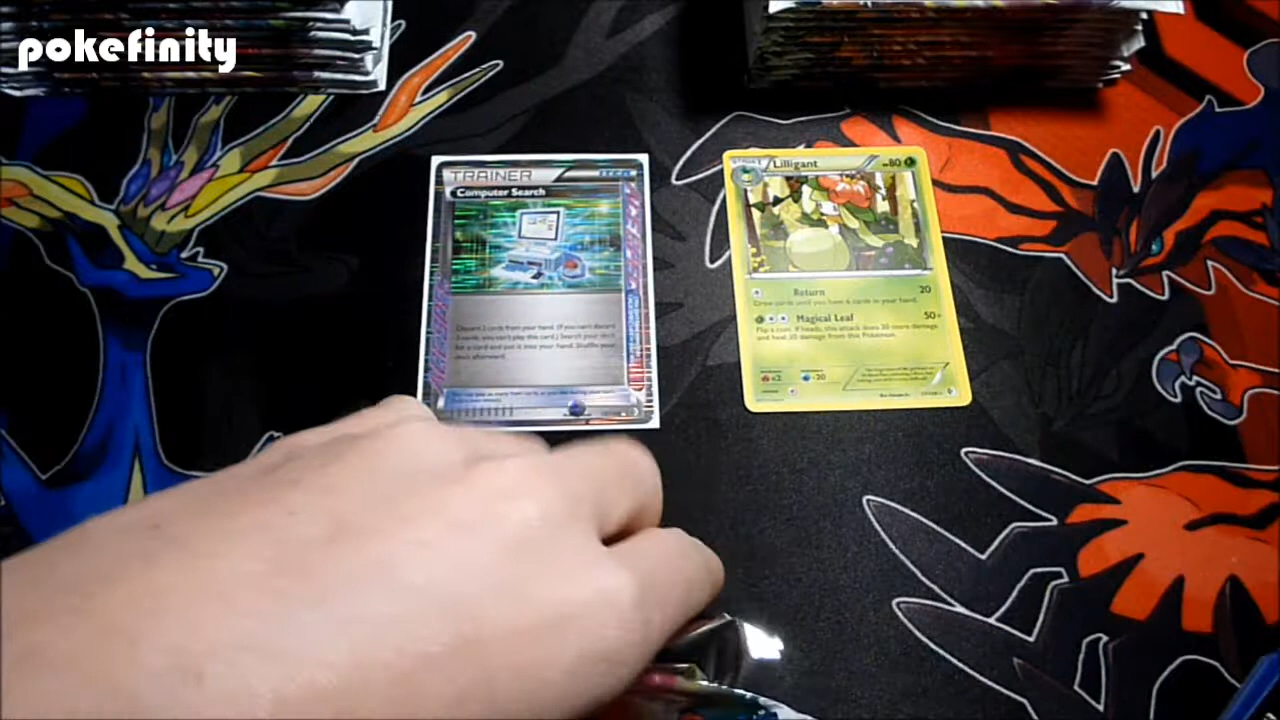 pokefinity
TRAINER
Computer Search
Discard 2 cards from your hand. (If you can't discard
2 cards, you can't play this card.) Search your deck
for a card and put it into your hand. Shuffle your
deck afterward.
Lilligant
HP80
Return
20
Draw cards until you have 6 cards in your hand.
Magical Leaf
50+
Flip a coin. If heads, this attack does 30 more damage
and heal 30 damage from this Pokémon.
×2
-20